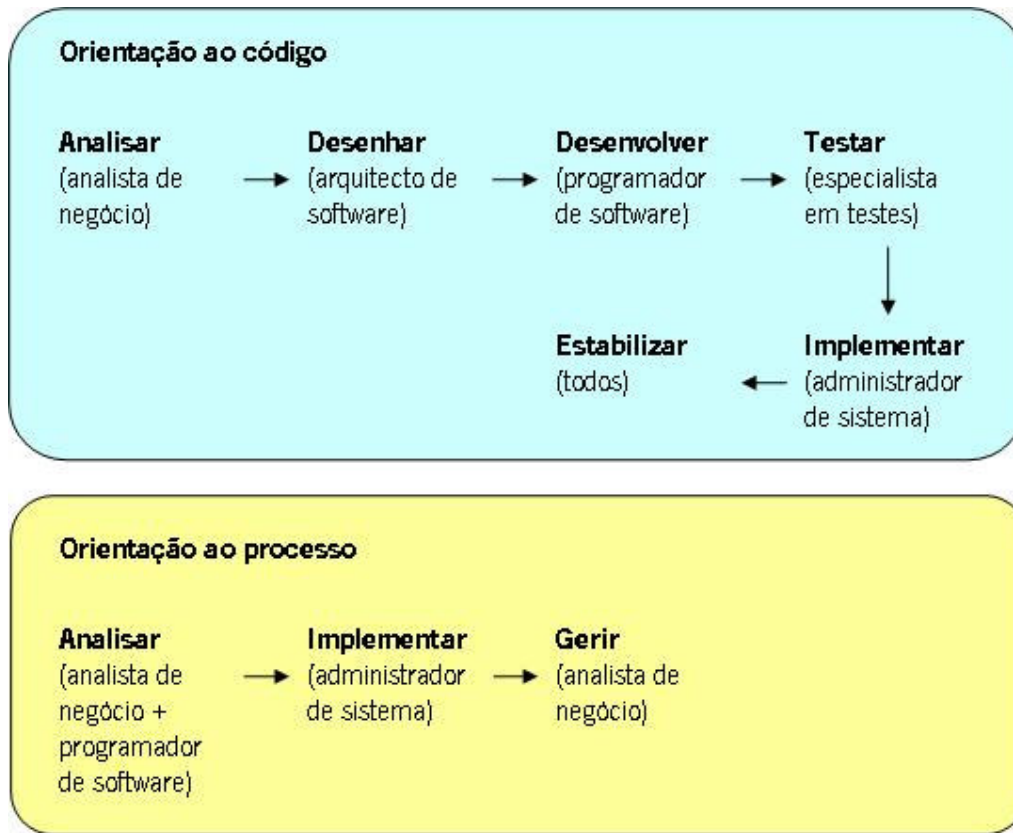 Orientação ao código
Analisar
(analista de
negócio)
Desenhar
(arquitecto de
software)
Desenvolver
(programador
de software)
Testar
(especialista
em testes)
Implementar
(administrador
de sistema)
Estabilizar
(todos)
Orientação ao processo
Analisar
(analista de
negócio +
programador
de software)
Implementar
(administrador
de sistema)
Gerir
(analista de
negócio)